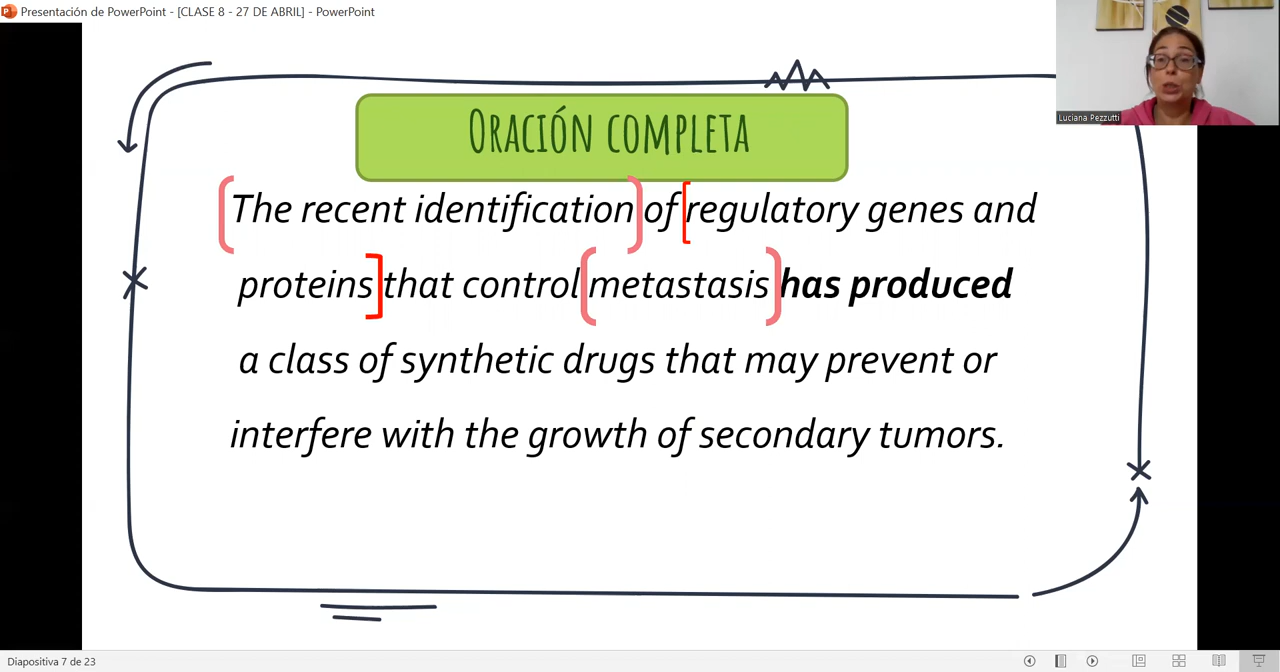 Presentación de PowerPoint - [CLASE 8 - 27 DE ABRIL] - PowerPoint
Luciana Pezzutti
ORACIÓN COMPLETA
The recent identification of regulatory genes and
proteins that control metastasis has produced
a class of synthetic drugs that may prevent or
interfere with the growth of secondary tumors.
Diapositiva 7 de 23